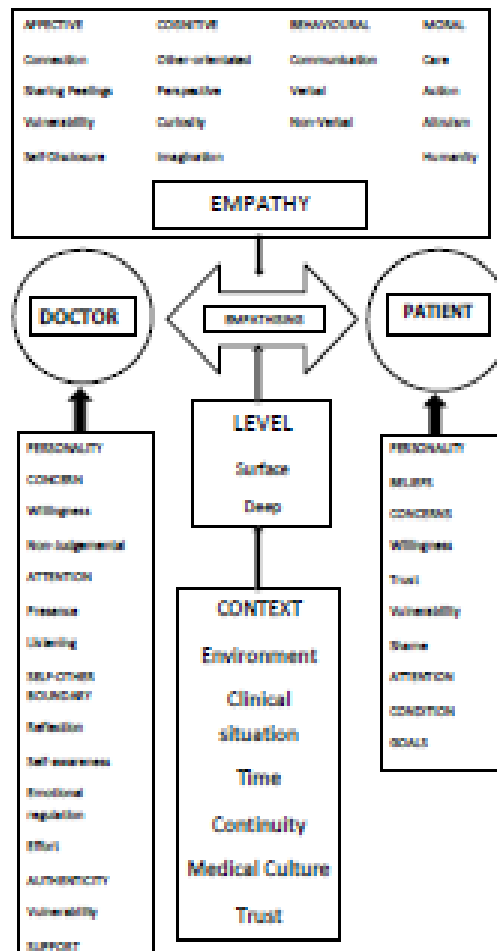 AFFECTIVE COGNITIVE BEHAVIOURAL MORAL
Connection Other-orientated Communication Care
Sharing Feelings Perspective Verbal Action
Vulnerability Curiosity Non-Verbal Altruism
Self-Disclosure Imagination Humanity
EMPATHY
DOCTOR
EMPATHISING
PATIENT
LEVEL
Surface
Deep
CONTEXT
Environment
Clinical
situation
Time
Continuity
Medical Culture
Trust
PERSONALITY
CONCERN
Willingness
Non-Judgemental
ATTENTION
Presence
Listening
SELF-OTHER
BOUNDARY
Reflection
Self-awareness
Emotional
regulation
Effort
AUTHENTICITY
Vulnerability
SUPPORT
PERSONALITY
BELIEFS
CONCERNS
Willingness
Trust
Vulnerability
Shame
ATTENTION
CONDITION
GOALS